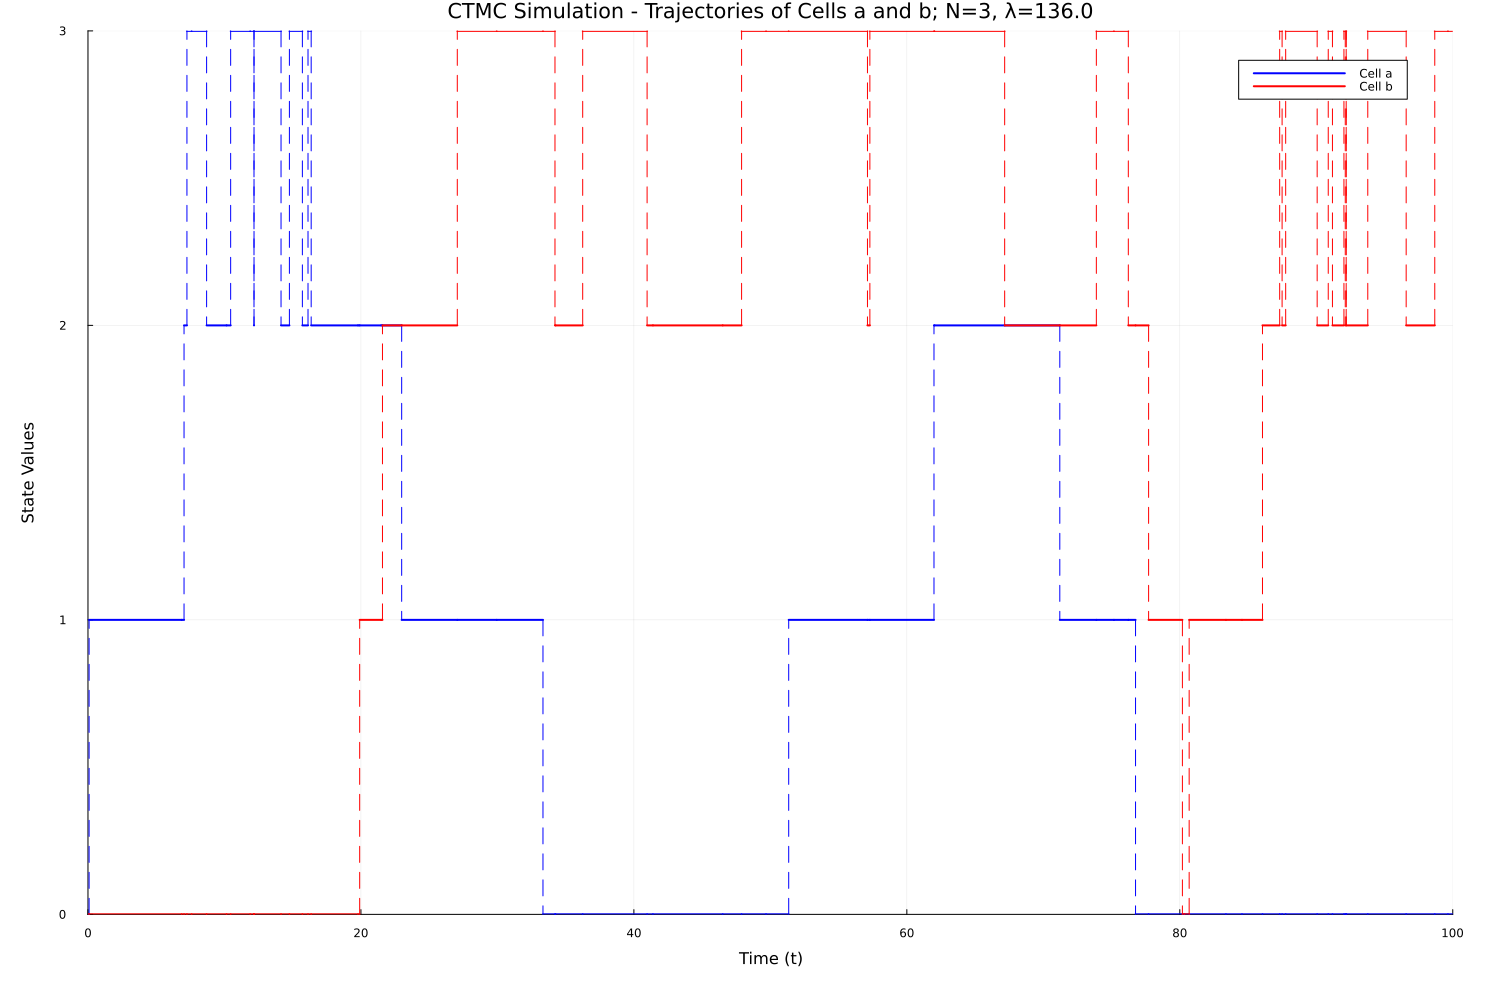 CTMC Simulation - Trajectories of Cells a and b; N=3, λ=136.0
3
Cell a
Cell b
2
State Values
1
0
0 20 40 60 80 100
Time (t)